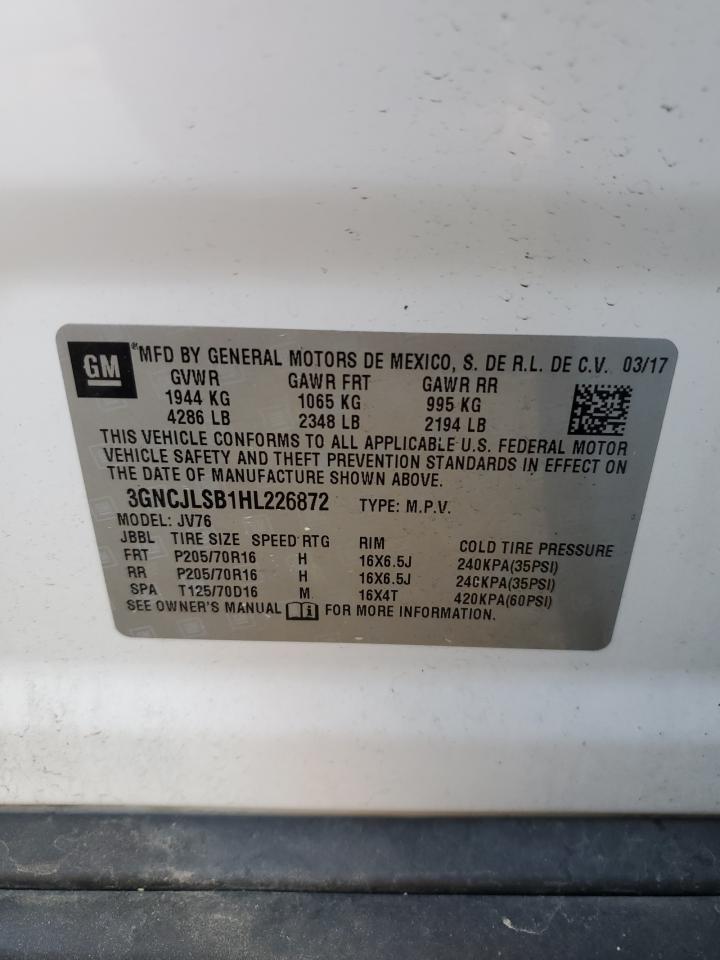 GM ® MFD BY GENERAL MOTORS DE MEXICO, S. DE R.L. DE C.V. 03/17
GVWR GAWR FRT GAWR RR
1944 KG 1065 KG 995 KG
4286 LB 2348 LB 2194 LB
THIS VEHICLE CONFORMS TO ALL APPLICABLE U.S. FEDERAL MOTOR
VEHICLE SAFETY AND THEFT PREVENTION STANDARDS IN EFFECT ON
THE DATE OF MANUFACTURE SHOWN ABOVE.
3GNCJLSB1HL226872 TYPE: M.P.V.
MODEL: JV76
JBBL TIRE SIZE SPEED RTG RIM COLD TIRE PRESSURE
FRT P205/70R16 H 16X6.5J 240KPA(35PSI)
RR P205/70R16 H 16X6.5J 24CKPA(35PSI)
SPA T125/70D16 M 16X4T 420KPA(60PSI)
SEE OWNER'S MANUAL FOR MORE INFORMATION.